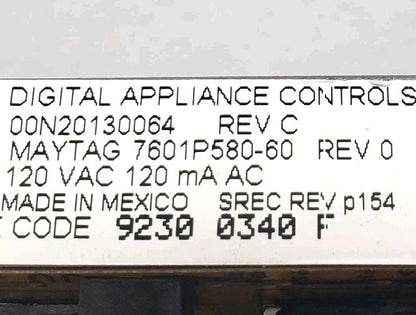 DIGITAL APPLIANCE CONTROLS
00N20130064 REV C
MAYTAG 7601P580-60 REV 0
120 VAC 120 mA AC
MADE IN MEXICO SREC REV p154
CODE 9230 0340 F